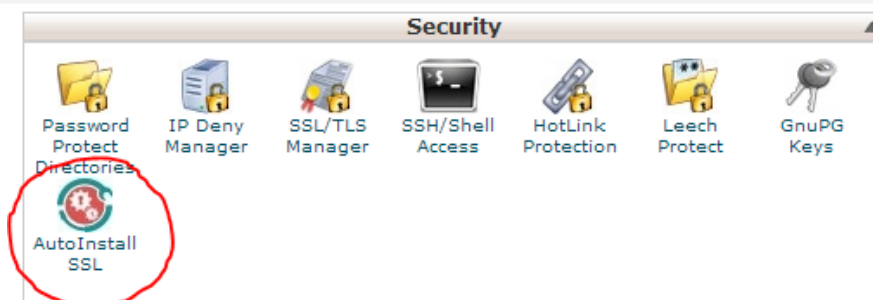 Security
Password
Protect
Directories
IP Deny
Manager
SSL/TLS
Manager
SSH/Shell
Access
HotLink
Protection
Leech
Protect
GnuPG
Keys
AutoInstall
SSL